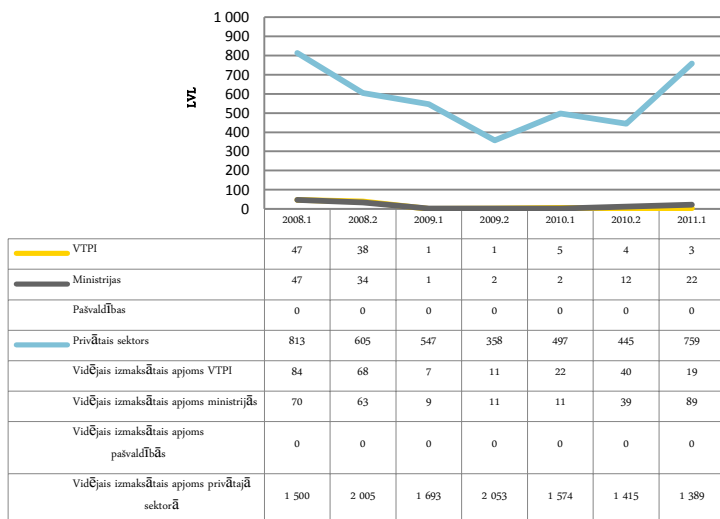 1 000
900
800
700
600
500
400
300
200
100
0
LVL
2008.1 2008.2 2009.1 2009.2 2010.1 2010.2 2011.1
VTPI 47 38 1 1 5 4 3
Ministrijas 47 34 1 2 2 12 22
Pašvaldības 0 0 0 0 0 0 0
Privātais sektors 813 605 547 358 497 445 759
Vidējais izmaksātais apjoms VTPI 84 68 7 11 22 40 19
Vidējais izmaksātais apjoms ministrijās 70 63 9 11 11 39 89
Vidējais izmaksātais apjoms
pašvaldībās 0 0 0 0 0 0 0
Vidējais izmaksātais apjoms privātajā
sektorā 1 500 2 005 1 693 2 053 1 574 1 415 1 389